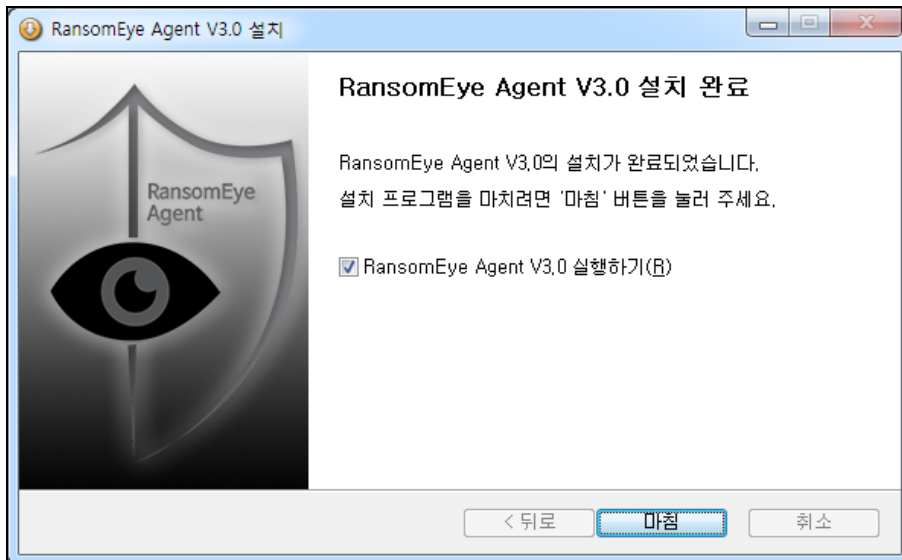 RansomEye Agent V3.0 설치
RansomEye Agent V3.0 설치 완료
RansomEye Agent V3.0의 설치가 완료되었습니다.
설치 프로그램을 마치려면 '마침' 버튼을 눌러 주세요.
RansomEye
Agent
RansomEye Agent V3.0 실행하기(R)
< 뒤로
마침
취소